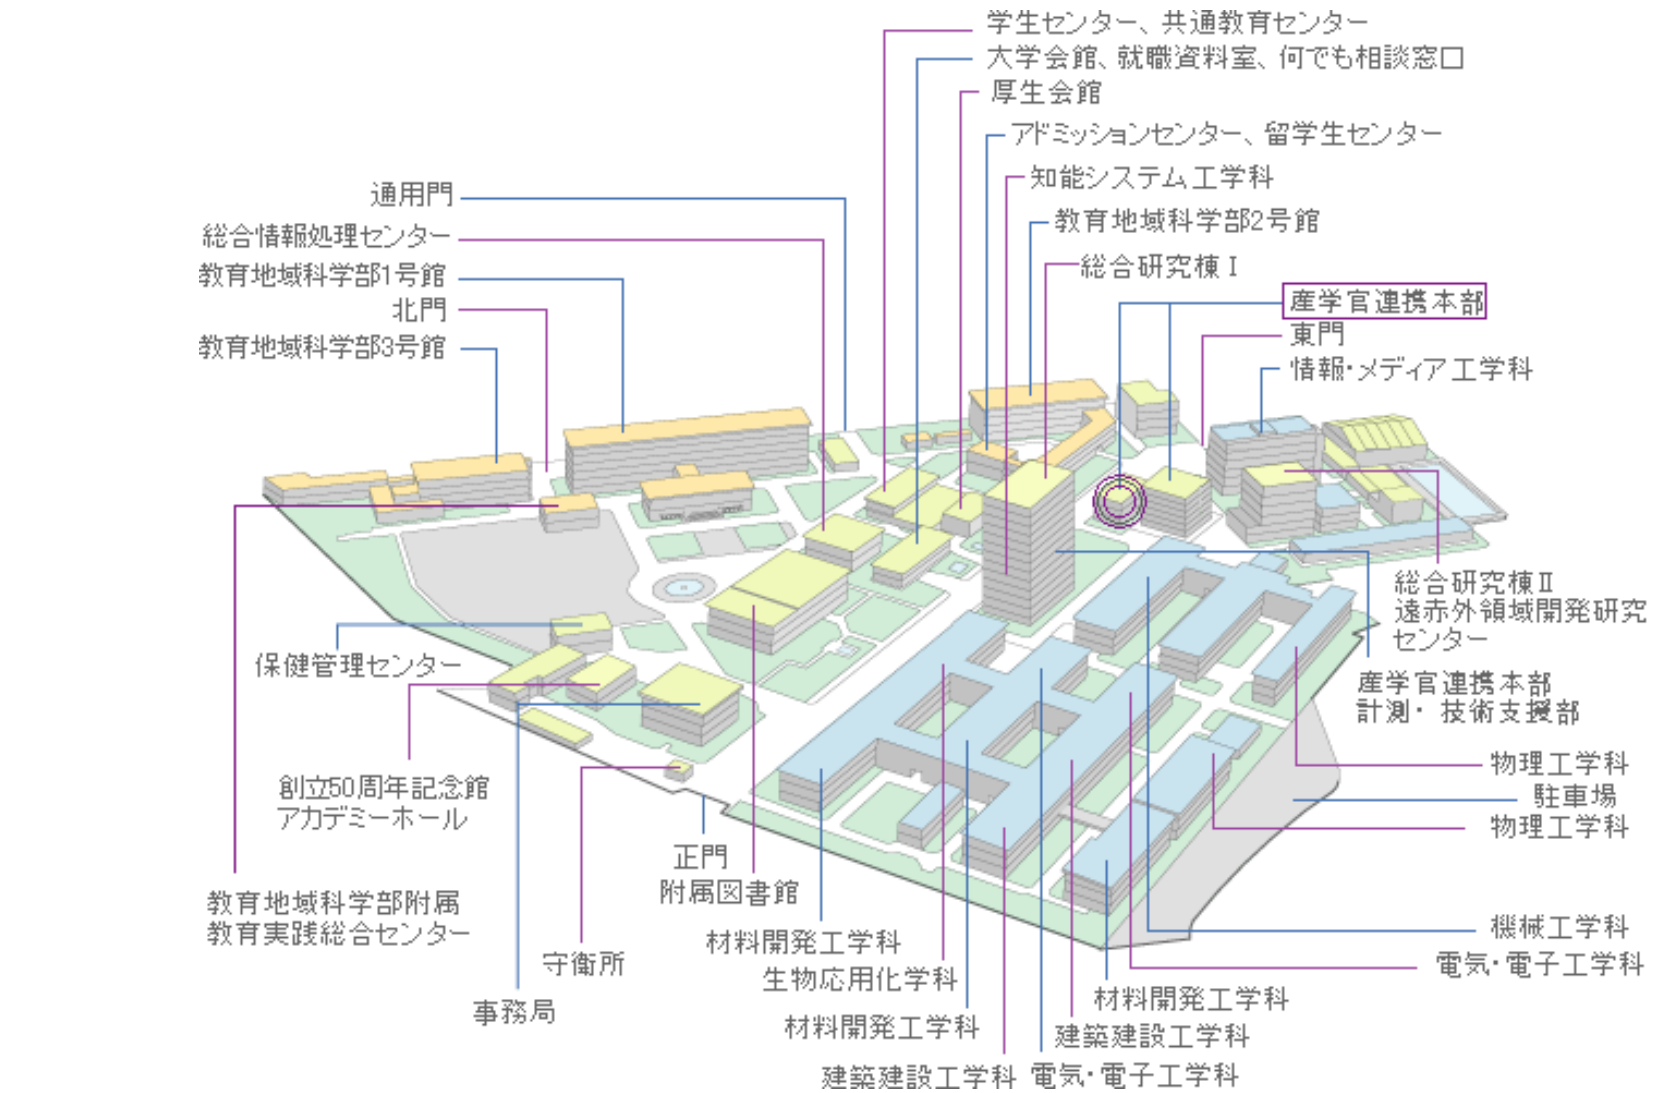 学生センター、共通教育センター
大学会館、就職資料室、何でも相談窓口
厚生会館
アドミッションセンター、留学生センター
知能システム工学科
通用門
教育地域科学部2号館
総合情報処理センター
総合研究棟Ⅰ
教育地域科学部1号館
産学官連携本部
北門
東門
教育地域科学部3号館
情報・メディア工学科
総合研究棟Ⅱ
遠赤外領域開発研究
センター
保健管理センター
産学官連携本部
計測・技術支援部
創立50周年記念館
アカデミーホール
物理工学科
駐車場
物理工学科
正門
附属図書館
教育地域科学部附属
教育実践総合センター
材料開発工学科
機械工学科
守衛所
生物応用化学科
電気・電子工学科
事務局
材料開発工学科
材料開発工学科
建築建設工学科
建築建設工学科
電気・電子工学科